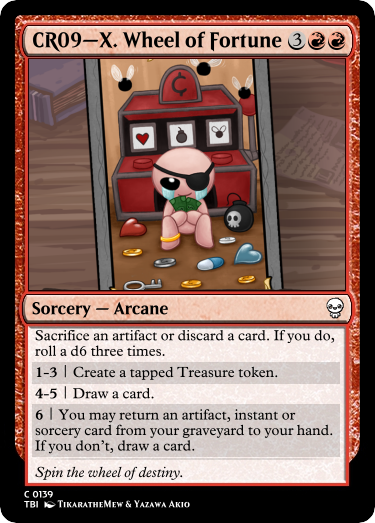 CR09—X. Wheel of Fortune 3
Sorcery — Arcane
Sacrifice an artifact or discard a card. If you do,
roll a d6 three times.
1-3 | Create a tapped Treasure token.
4-5 | Draw a card.
6 | You may return an artifact, instant or
sorcery card from your graveyard to your hand.
If you don't, draw a card.
Spin the wheel of destiny.
C 0139
TBI TikaratheMew & Yazawa Akio